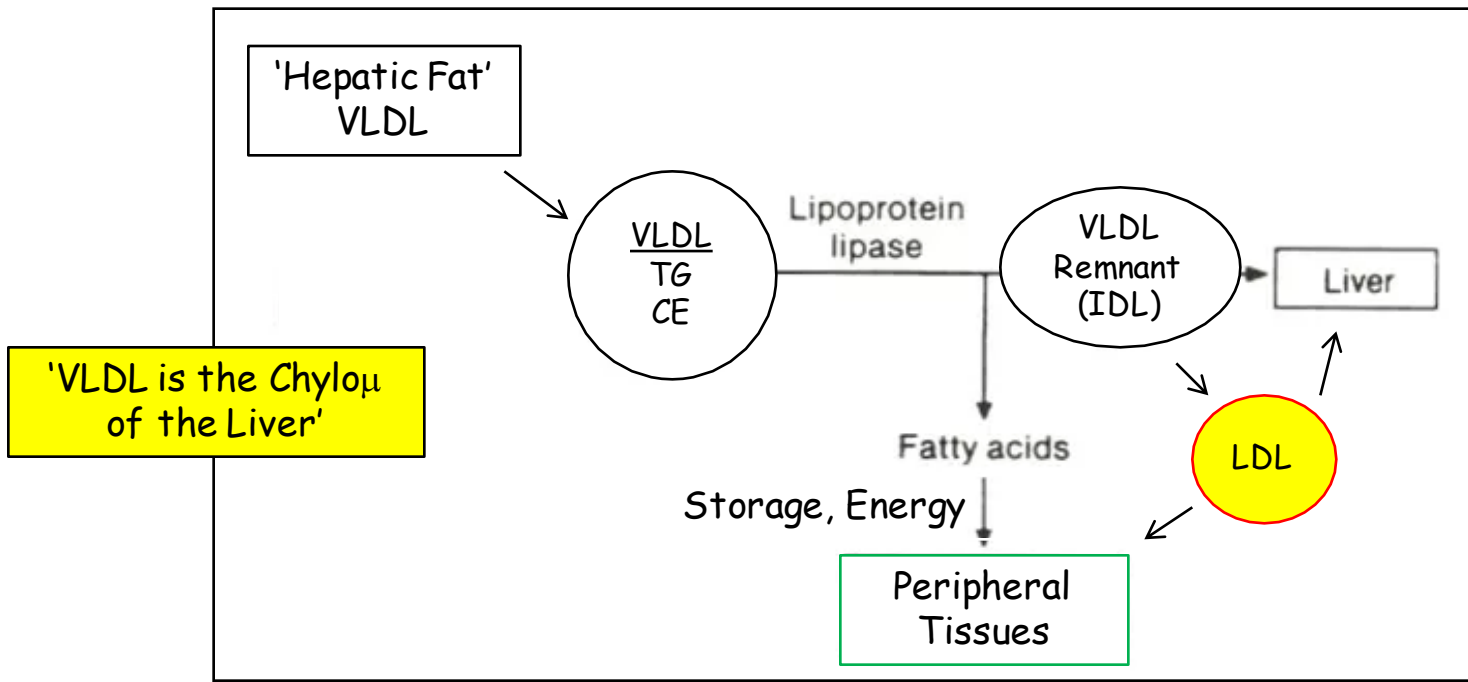 ‘Hepatic Fat’
VLDL
VLDL
TG
CE
Lipoprotein
lipase
VLDL
Remnant
(IDL)
Liver
‘VLDL is the Chyloμ
of the Liver’
Fatty acids
LDL
Storage, Energy
Peripheral
Tissues